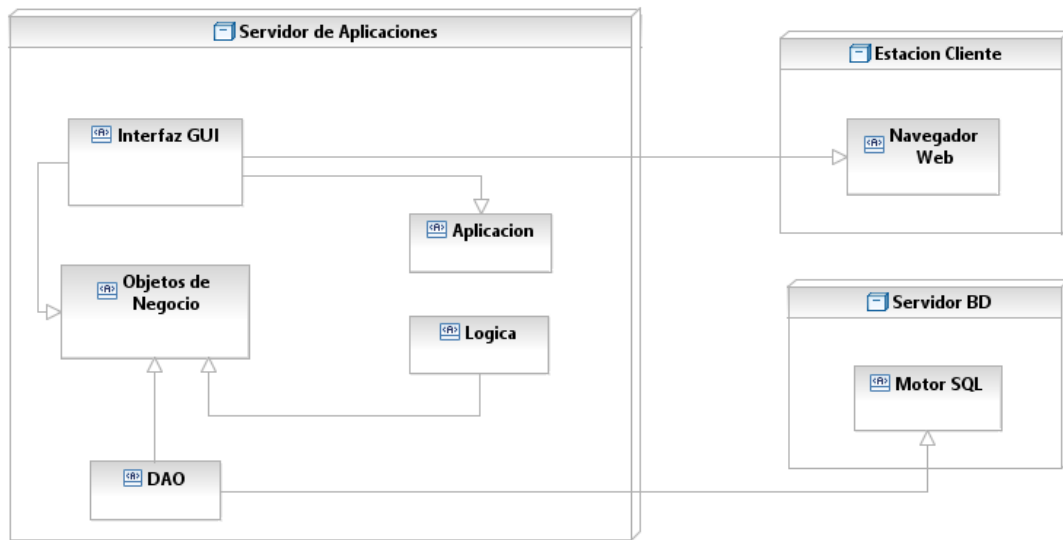 Servidor de Aplicaciones
Estacion Cliente
Interfaz GUI
Navegador
Web
Aplicacion
Objetos de
Negocio
Servidor BD
Logica
Motor SQL
DAO